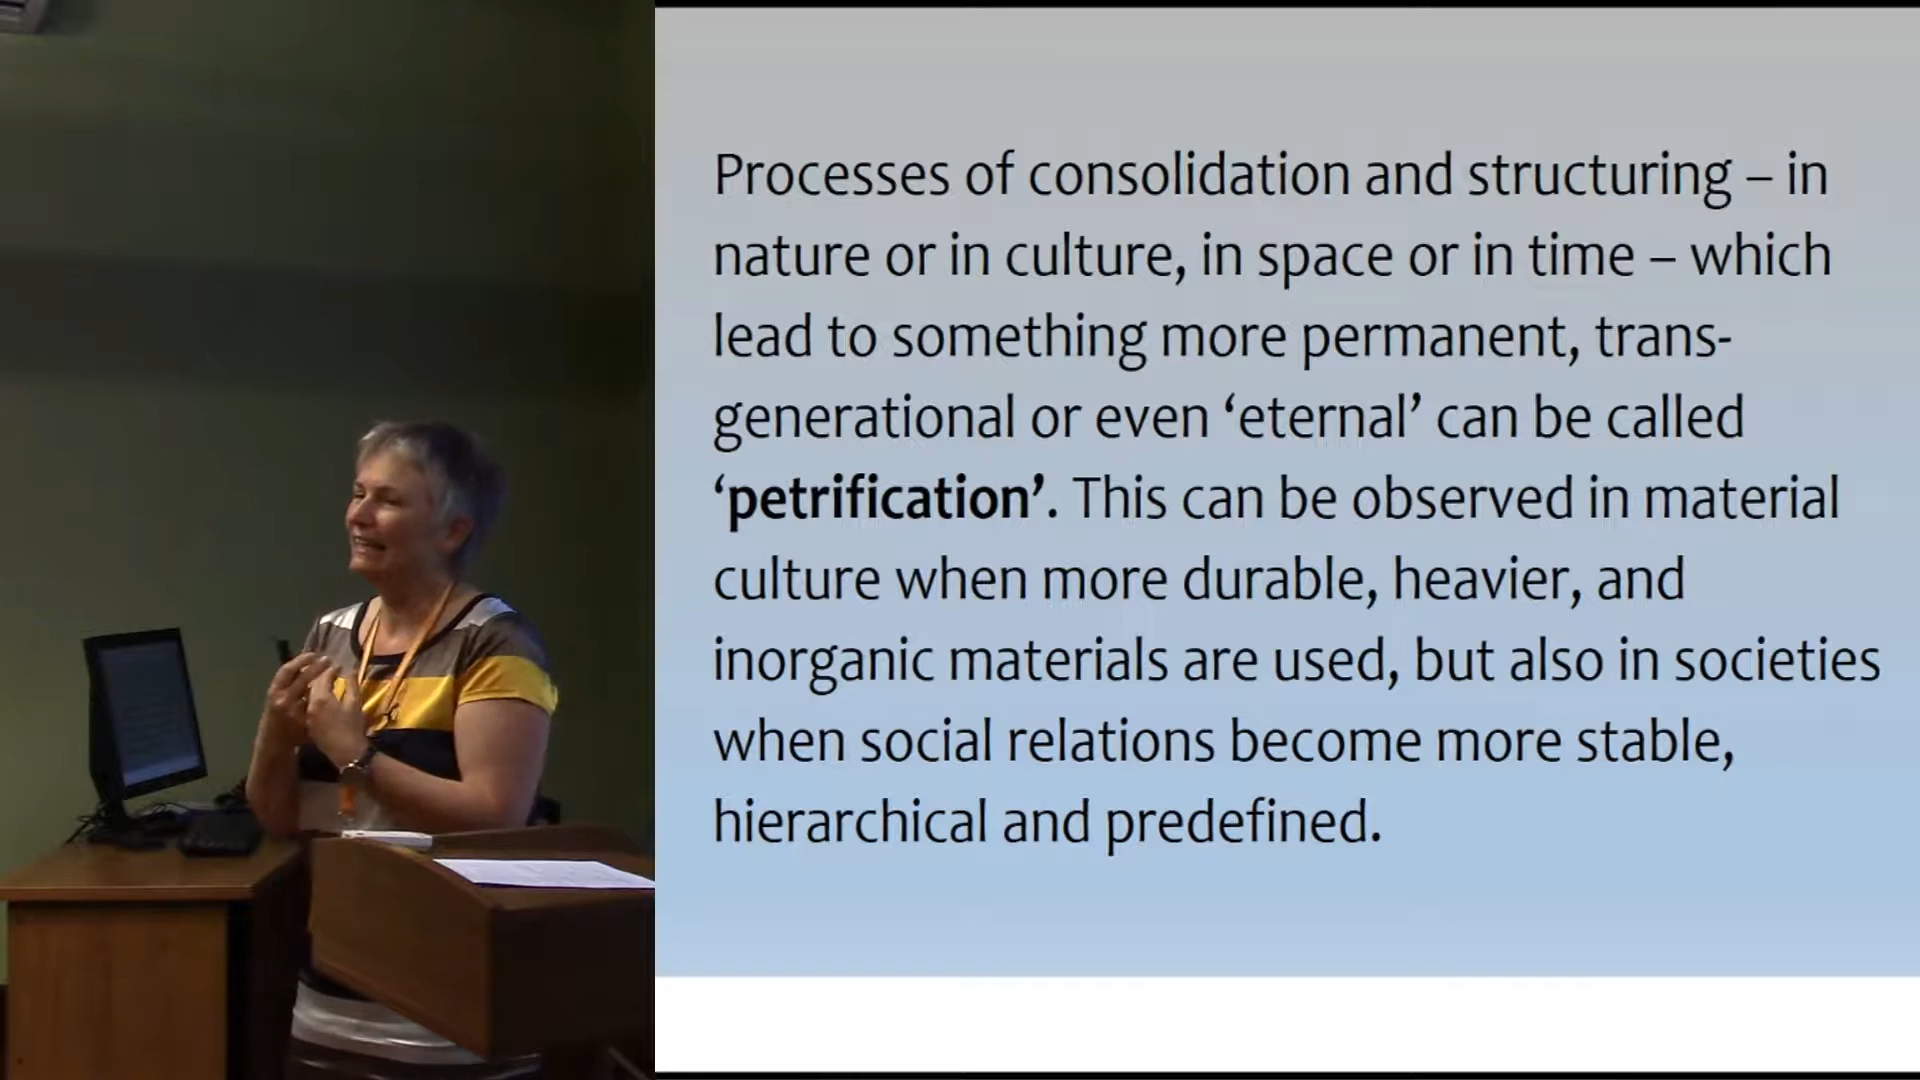 Processes of consolidation and structuring – in
nature or in culture, in space or in time – which
lead to something more permanent, trans-
generational or even ‘eternal’ can be called
‘petrification’. This can be observed in material
culture when more durable, heavier, and
inorganic materials are used, but also in societies
when social relations become more stable,
hierarchical and predefined.